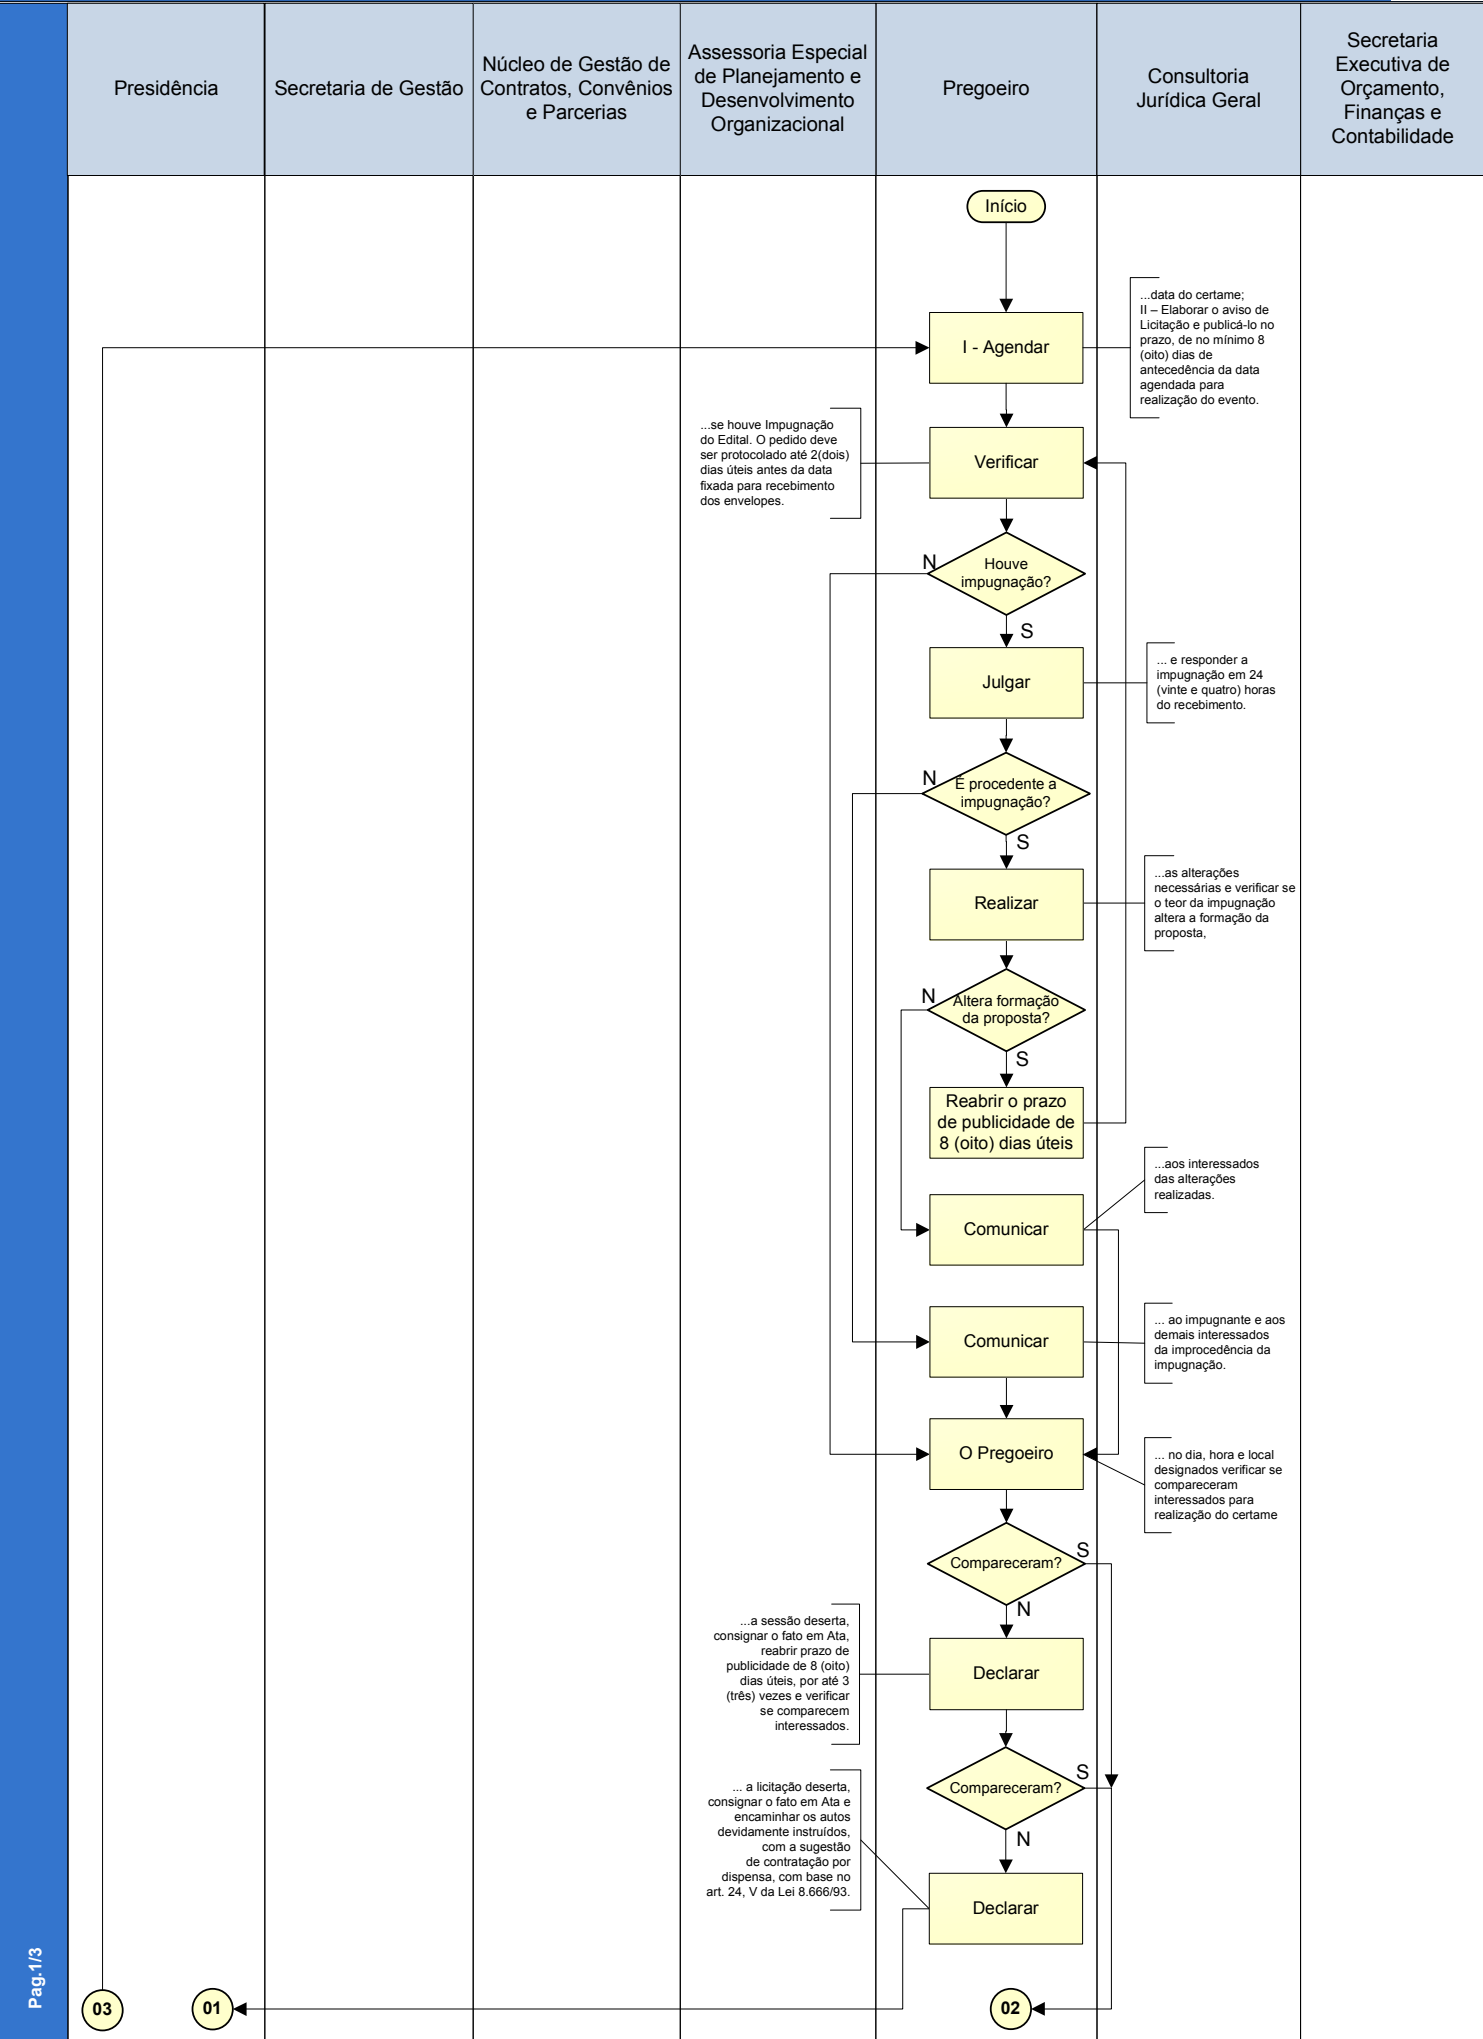 Presidência
Secretaria de Gestão
Núcleo de Gestão de
Contratos, Convênios
e Parcerias
Assessoria Especial
de Planejamento e
Desenvolvimento
Organizacional
Pregoeiro
Consultoria
Jurídica Geral
Secretaria
Executiva de
Orçamento,
Finanças e
Contabilidade
Início
I - Agendar
...data do certame;
II – Elaborar o aviso de
Licitação e publicá-lo no
prazo, de no mínimo 8
(oito) dias de
antecedência da data
agendada para
realização do evento.
...se houve Impugnação
do Edital. O pedido deve
ser protocolado até 2(dois)
dias úteis antes da data
fixada para recebimento
dos envelopes.
Verificar
N
Houve
impugnação?
S
Julgar
... e responder a
impugnação em 24
(vinte e quatro) horas
do recebimento.
N
É procedente a
impugnação?
S
Realizar
...as alterações
necessárias e verificar se
o teor da impugnação
altera a formação da
proposta,
N
Altera formação
da proposta?
S
Reabrir o prazo
de publicidade de
8 (oito) dias úteis
...aos interessados
das alterações
realizadas.
Comunicar
Comunicar
... ao impugnante e aos
demais interessados
da improcedência da
impugnação.
O Pregoeiro
... no dia, hora e local
designados verificar se
compareceram
interessados para
realização do certame
Compareceram?
S
N
...a sessão deserta,
consignar o fato em Ata,
reabrir prazo de
publicidade de 8 (oito)
dias úteis, por até 3
(três) vezes e verificar
se comparecem
interessados.
Declarar
Compareceram?
S
N
... a licitação deserta,
consignar o fato em Ata e
encaminhar os autos
devidamente instruídos,
com a sugestão
de contratação por
dispensa, com base no
art. 24, V da Lei 8.666/93.
Declarar
Pag.1/3
03
01
02